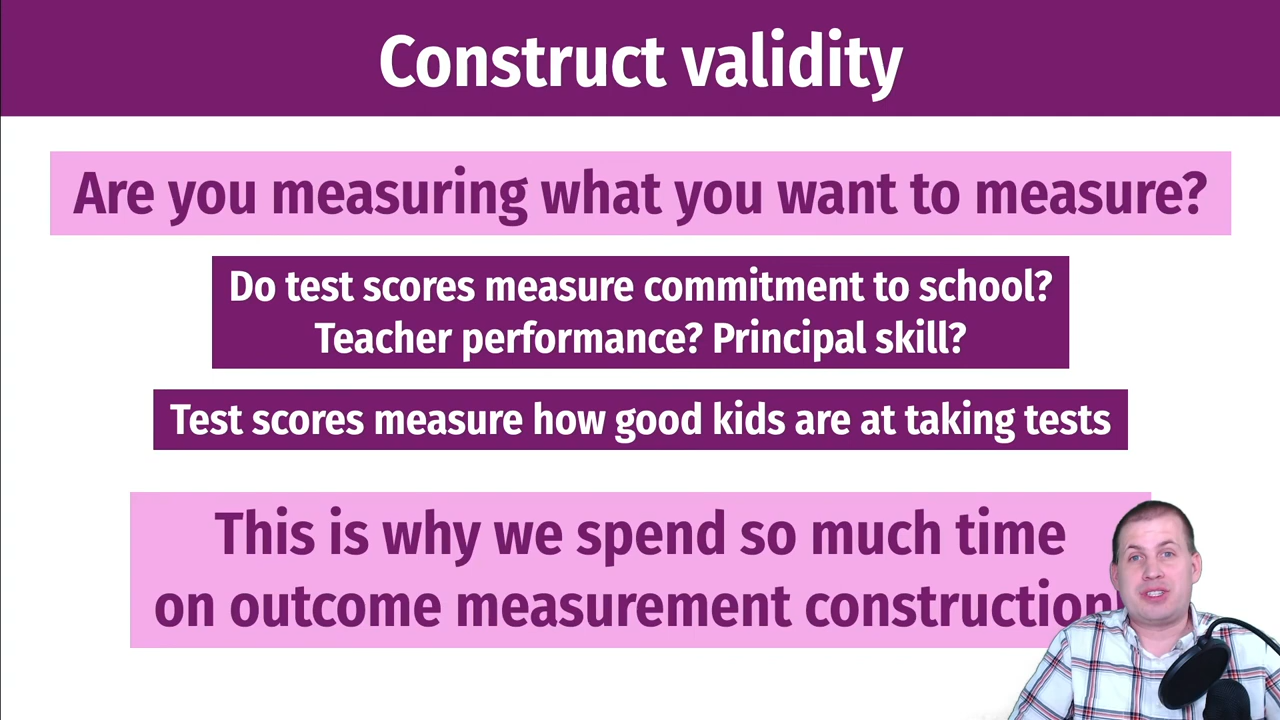 Construct validity
Are you measuring what you want to measure?
Do test scores measure commitment to school?
Teacher performance? Principal skill?
Test scores measure how good kids are at taking tests
This is why we spend so much time
on outcome measurement construction!